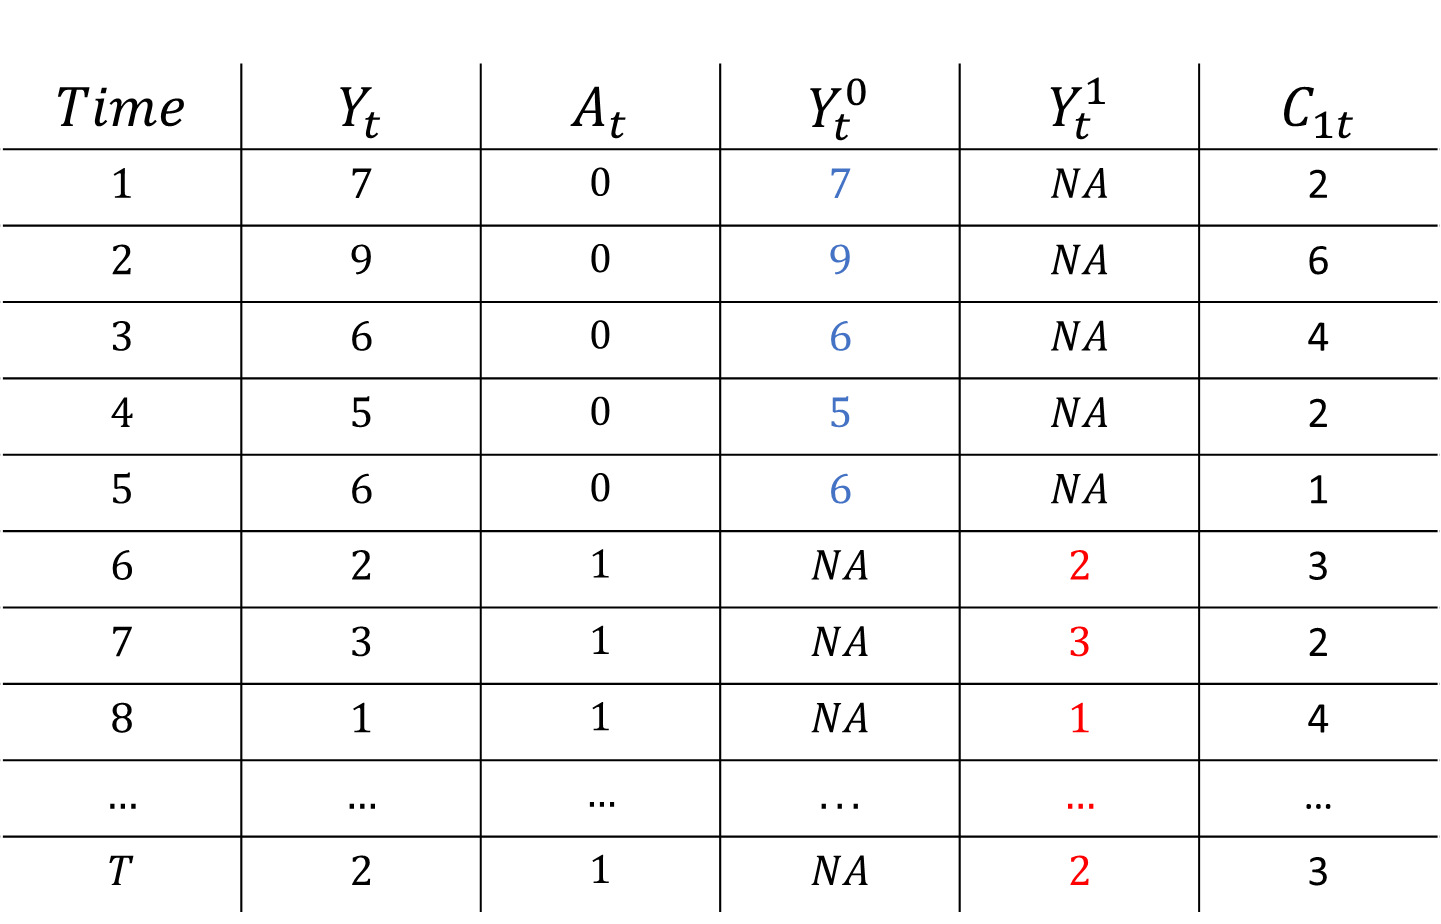 Time Y_t A_t Y_t^0 Y_t^1 C_{1t}
1 7 0 7 NA 2
2 9 0 9 NA 6
3 6 0 6 NA 4
4 5 0 5 NA 2
5 6 0 6 NA 1
6 2 1 NA 2 3
7 3 1 NA 3 2
8 1 1 NA 1 4
... ... ... ... ... ...
T 2 1 NA 2 3